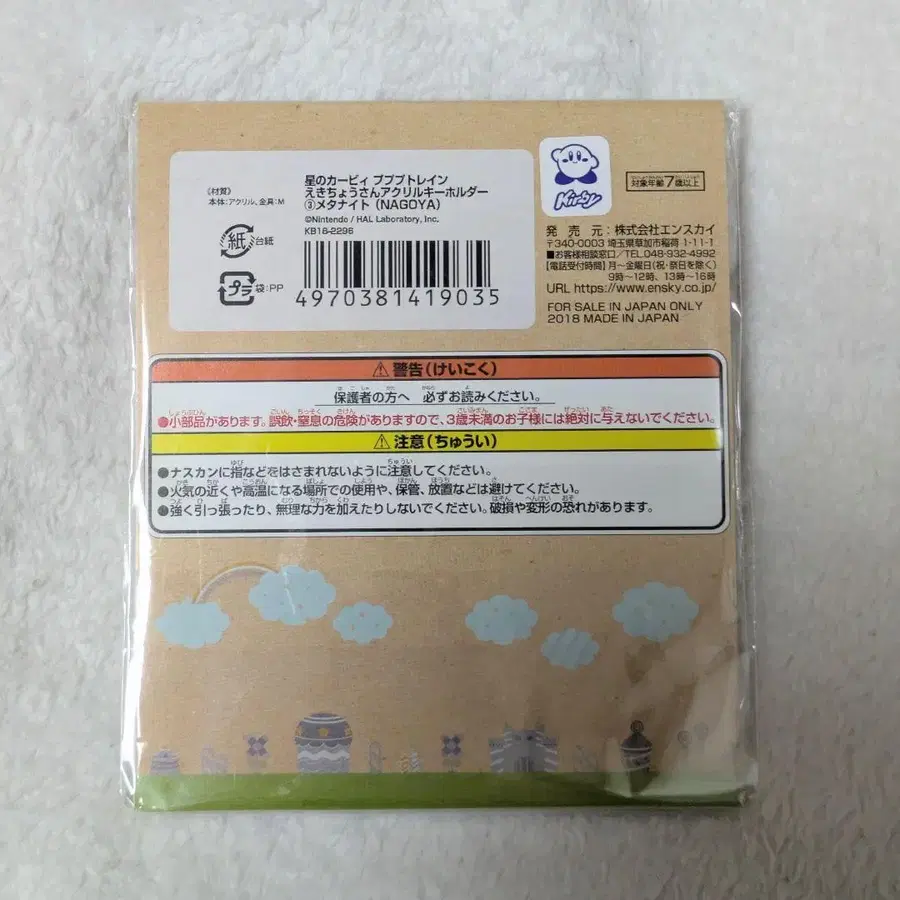 《材質》
本体:アクリル、金具:M
紙 台紙
プラ 袋:PP
星のカービィ プププトレイン
えきちょうさんアクリルキーホルダー
③メタナイト(NAGOYA)
©Nintendo / HAL Laboratory, Inc.
KB16-2296
4970381419035
Kirby
対象年齢7歳以上
発売元:株式会社エンスカイ
〒340-0003 埼玉県草加市稲荷 1-11-1
■お客様相談窓口/TEL.048-932-4992
【電話受付時間】月~金曜日(祝・祭日を除く)
9時~12時、13時~16時
URL https://www.ensky.co.jp/
FOR SALE IN JAPAN ONLY
2018 MADE IN JAPAN
⚠警告(けいこく)
保護者の方へ 必ずお読みください。
●小部品があります。誤飲・窒息の危険がありますので、3歳未満のお子様には絶対に与えないでください。
⚠注意(ちゅうい)
●ナスカンに指などをはさまれないように注意してください。
●火気の近くや高温になる場所での使用や、保管、放置などは避けてください。
●強く引っ張ったり、無理な力を加えたりしないでください。破損や変形の恐れがあります。